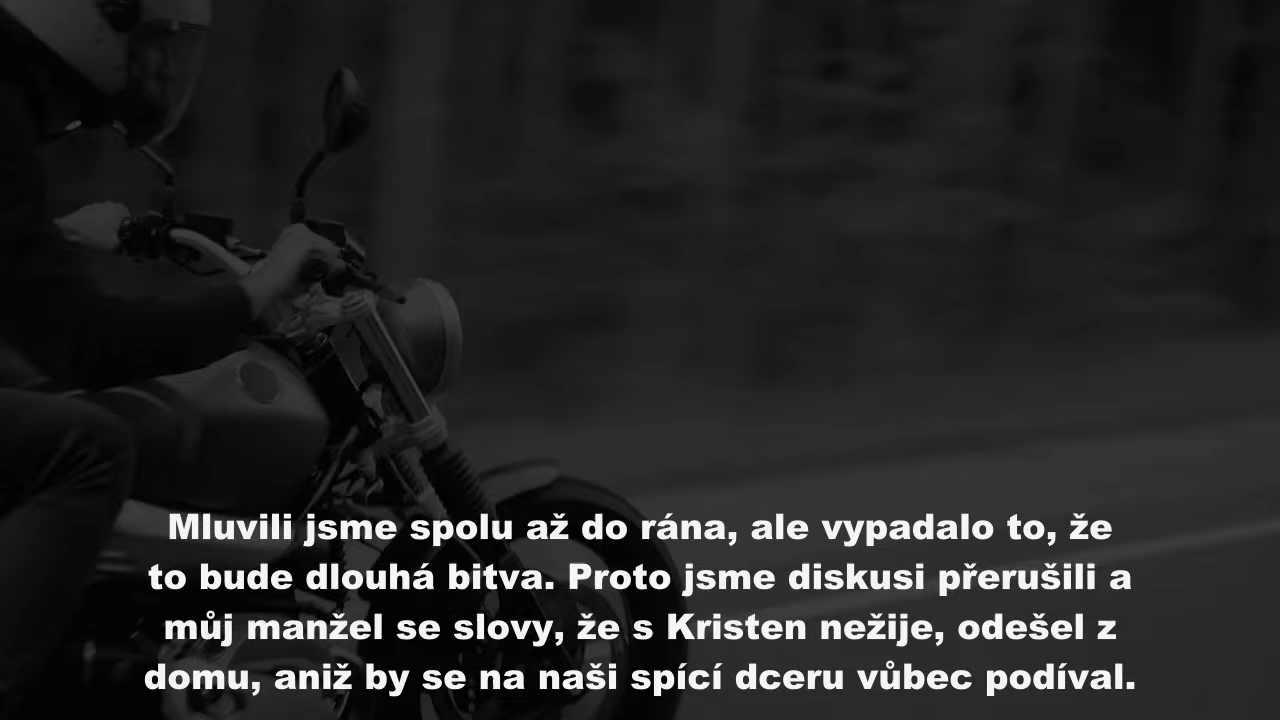 Mluvili jsme spolu až do rána, ale vypadalo to, že
to bude dlouhá bitva. Proto jsme diskusi přerušili a
můj manžel se slovy, že s Kristen nežije, odešel z
domu, aniž by se na naši spící dceru vůbec podíval.